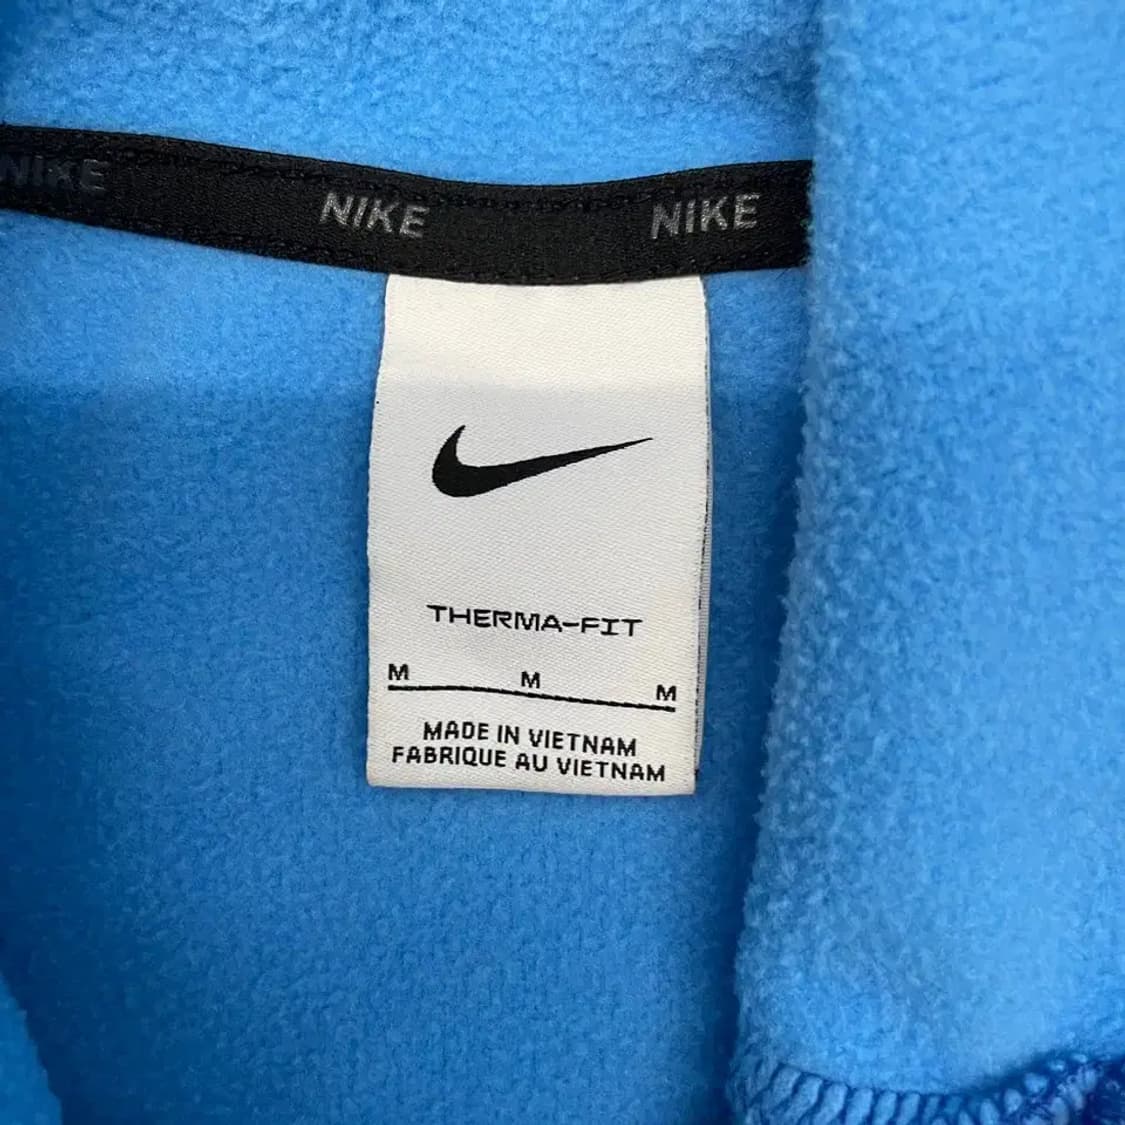 NIKE NIKE NIKE
THERMA-FIT
M M M
MADE IN VIETNAM
FABRIQUE AU VIETNAM